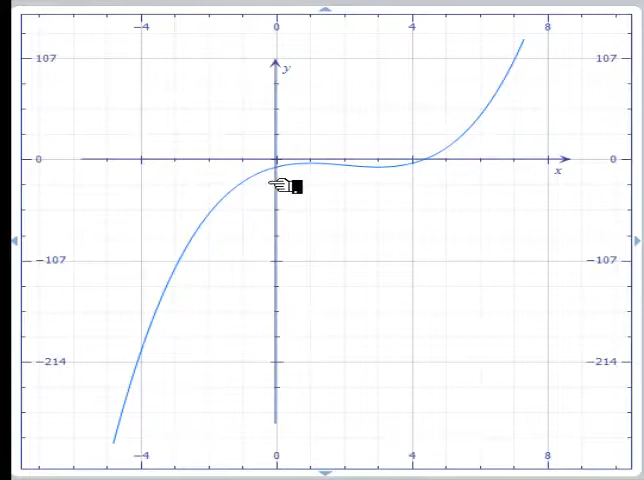 −4 0 4 8
107 107
y
0 0
x
−107 −107
−214 −214
−4 0 4 8